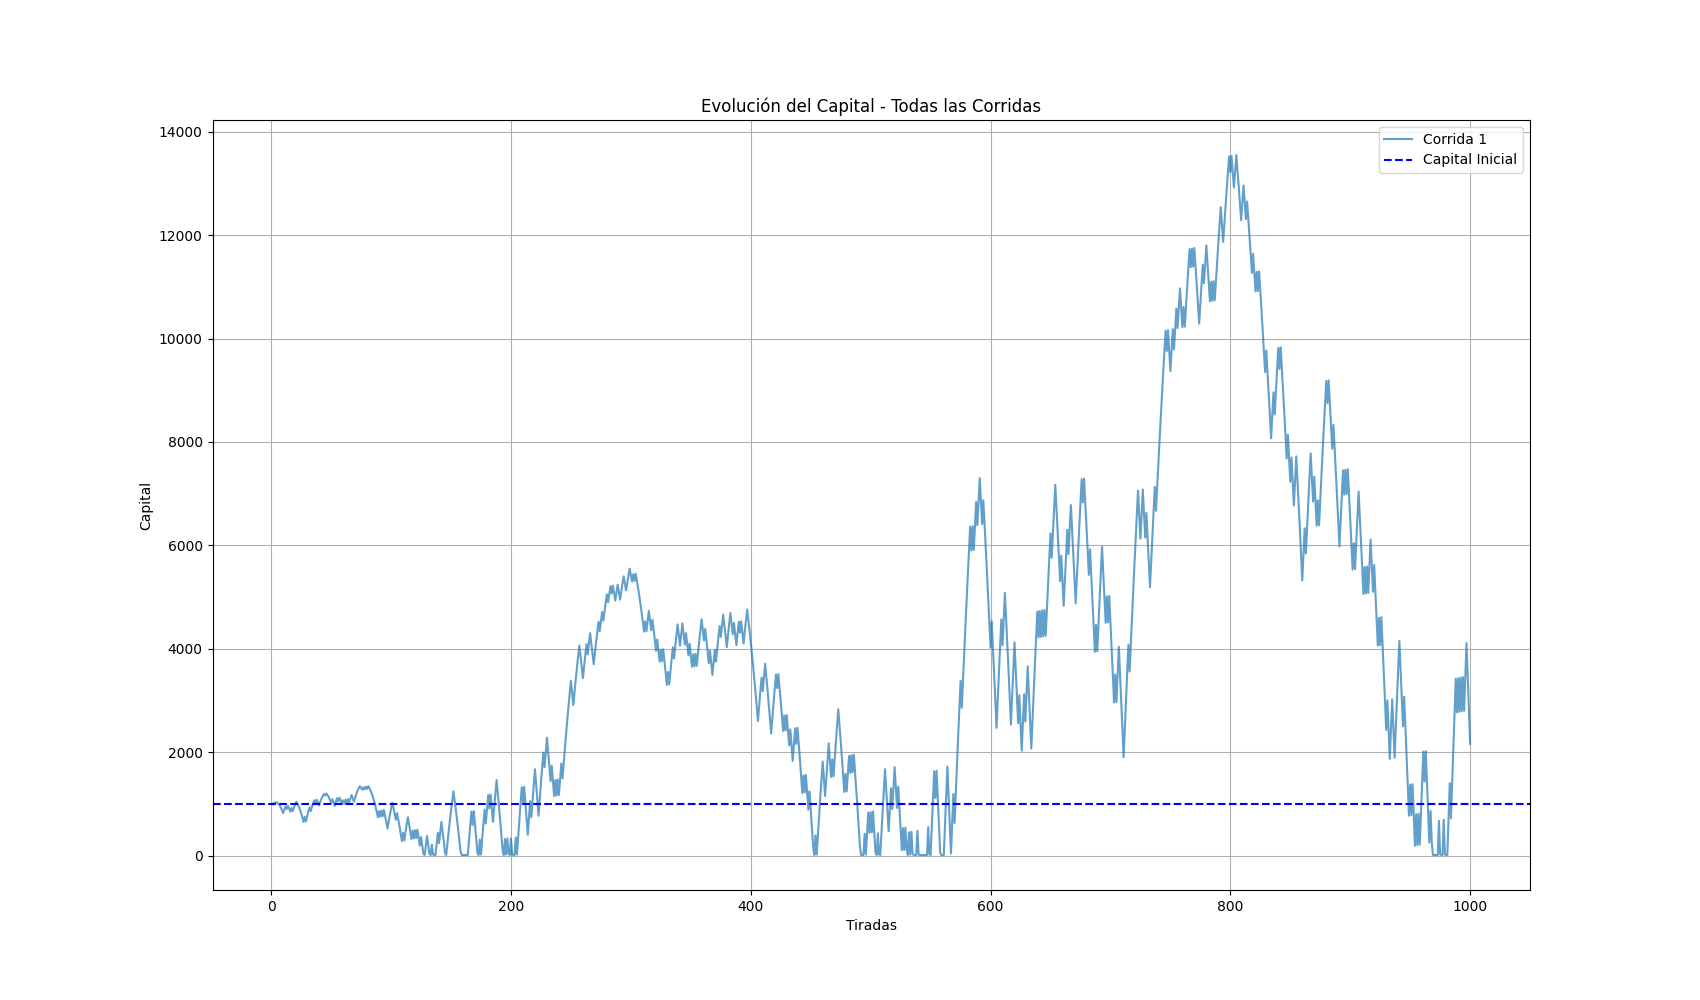 Evolución del Capital - Todas las Corridas
14000
12000
10000
8000
6000
4000
2000
0
Capital
Corrida 1
Capital Inicial
0
200
400
600
800
1000
Tiradas